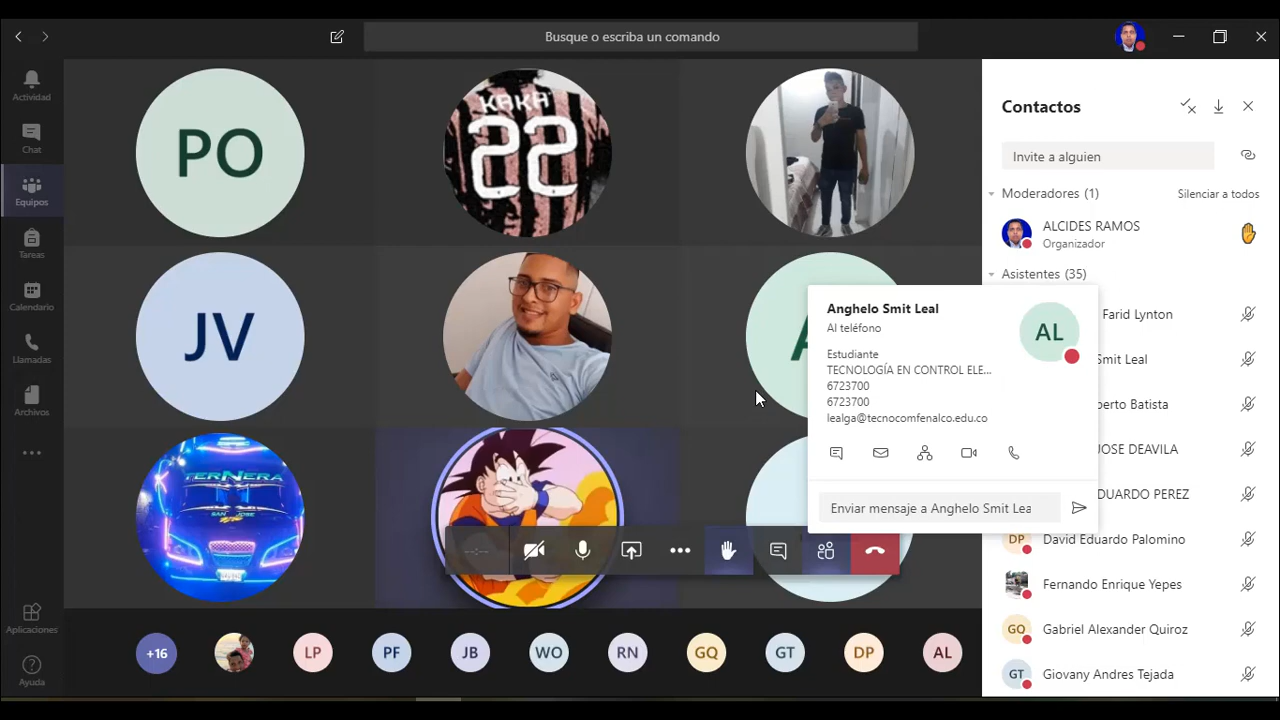 Busque o escriba un comando
Actividad
Chat
Equipos
Tareas
Calendario
Llamadas
Archivos
Aplicaciones
Ayuda
PO
KAKA
22
JV
A
TERNERA
SAN JOSE
+16
LP
PF
JB
WO
RN
GQ
GT
DP
AL
Contactos
Invite a alguien
Moderadores (1)
Silenciar a todos
ALCIDES RAMOS
Organizador
Asistentes (35)
Farid Lynton
Smit Leal
berto Batista
JOSE DEAVILA
DUARDO PEREZ
DP
David Eduardo Palomino
Fernando Enrique Yepes
GQ
Gabriel Alexander Quiroz
GT
Giovany Andres Tejada
Anghelo Smit Leal
Al teléfono
AL
Estudiante
TECNOLOGÍA EN CONTROL ELE...
6723700
6723700
lealga@tecnocomfenalco.edu.co
Enviar mensaje a Anghelo Smit Lea
--:--